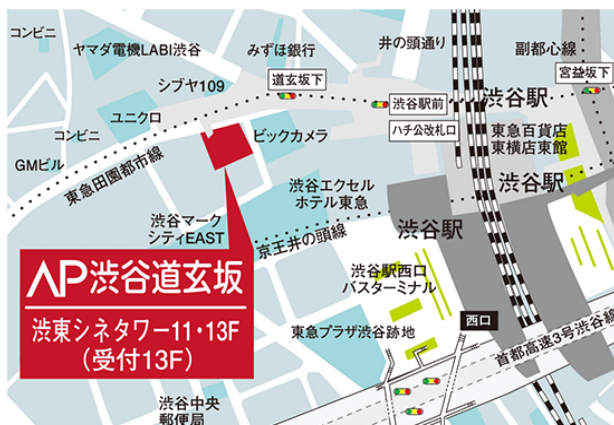 コンビニ
ヤマダ電機LABI渋谷
みずほ銀行
井の頭通り
副都心線
宮益坂下
シブヤ109
道玄坂下
渋谷駅前
渋谷駅
ユニクロ
コンビニ
ビックカメラ
ハチ公改札口
東急百貨店
東横店東館
GMビル
東急田園都市線
渋谷エクセル
ホテル東急
渋谷駅
渋谷マーク
シティEAST
京王井の頭線
渋谷駅
AP渋谷道玄坂
渋東シネタワー11・13F
(受付13F)
渋谷駅西口
バスターミナル
東急プラザ渋谷跡地
西口
首都高速3号渋谷線
渋谷中央
郵便局